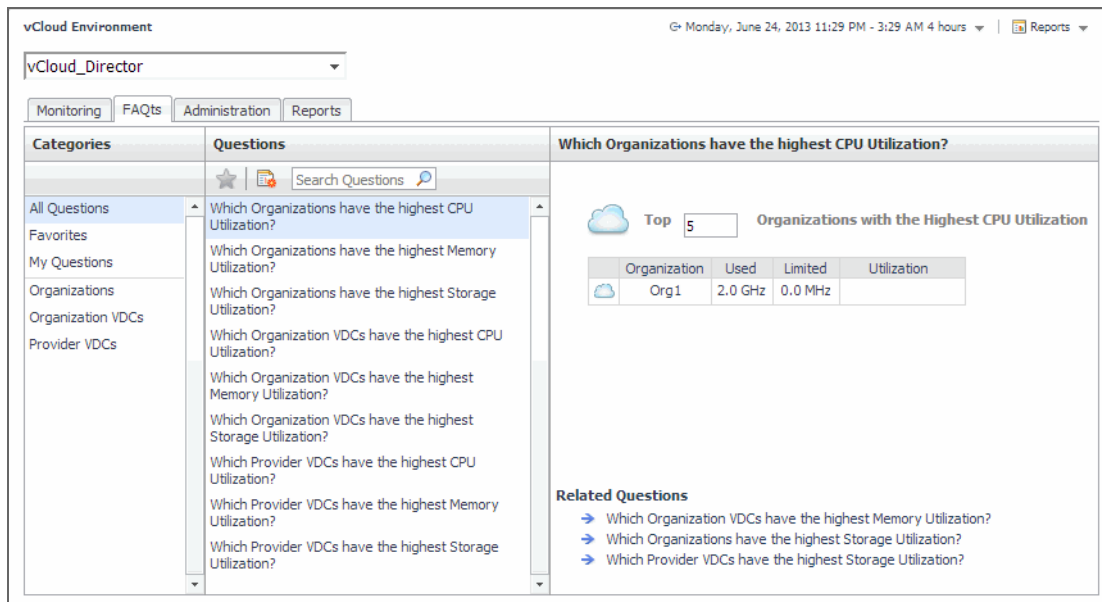 vCloud Environment
Monday, June 24, 2013 11:29 PM - 3:29 AM 4 hours
Reports
vCloud_Director
Monitoring
FAQts
Administration
Reports
Categories
All Questions
Favorites
My Questions
Organizations
Organization VDCs
Provider VDCs
Questions
Search Questions
Which Organizations have the highest CPU
Utilization?
Which Organizations have the highest Memory
Utilization?
Which Organizations have the highest Storage
Utilization?
Which Organization VDCs have the highest CPU
Utilization?
Which Organization VDCs have the highest
Memory Utilization?
Which Organization VDCs have the highest
Storage Utilization?
Which Provider VDCs have the highest CPU
Utilization?
Which Provider VDCs have the highest Memory
Utilization?
Which Provider VDCs have the highest Storage
Utilization?
Which Organizations have the highest CPU Utilization?
Top 5 Organizations with the Highest CPU Utilization
Organization Used Limited Utilization
Org1 2.0 GHz 0.0 MHz
Related Questions
Which Organization VDCs have the highest Memory Utilization?
Which Organizations have the highest Storage Utilization?
Which Provider VDCs have the highest Storage Utilization?